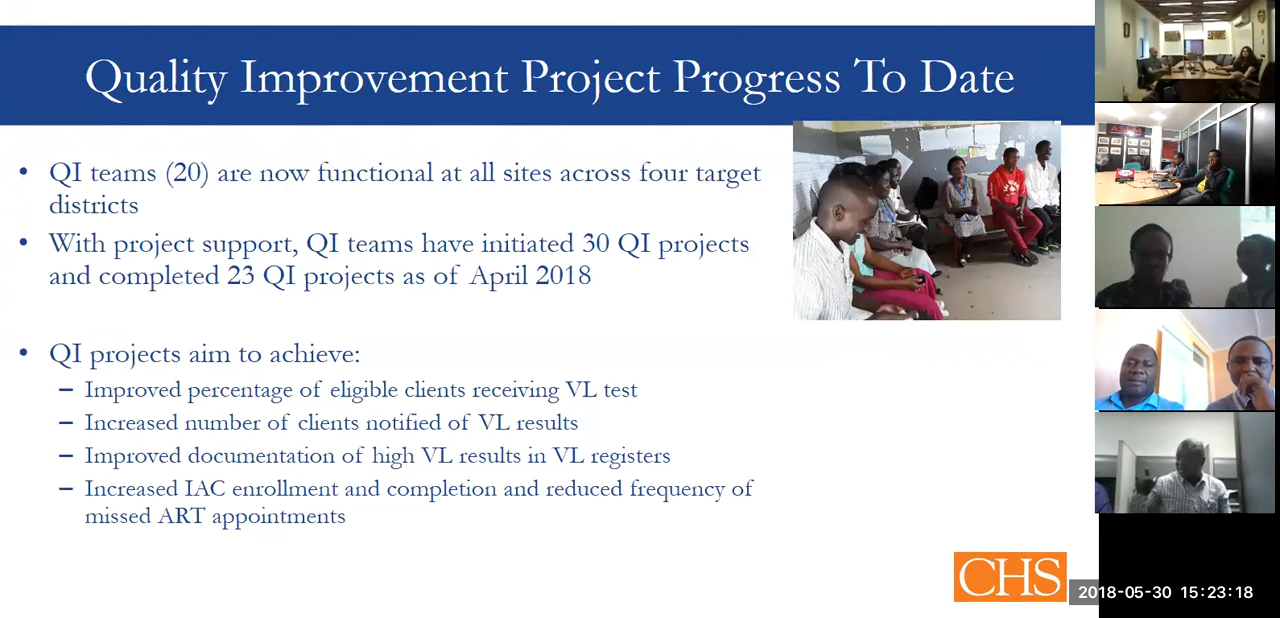 Quality Improvement Project Progress To Date
• QI teams (20) are now functional at all sites across four target
districts
• With project support, QI teams have initiated 30 QI projects
and completed 23 QI projects as of April 2018
• QI projects aim to achieve:
– Improved percentage of eligible clients receiving VL test
– Increased number of clients notified of VL results
– Improved documentation of high VL results in VL registers
– Increased IAC enrollment and completion and reduced frequency of
missed ART appointments
CHS
2018-05-30 15:23:18